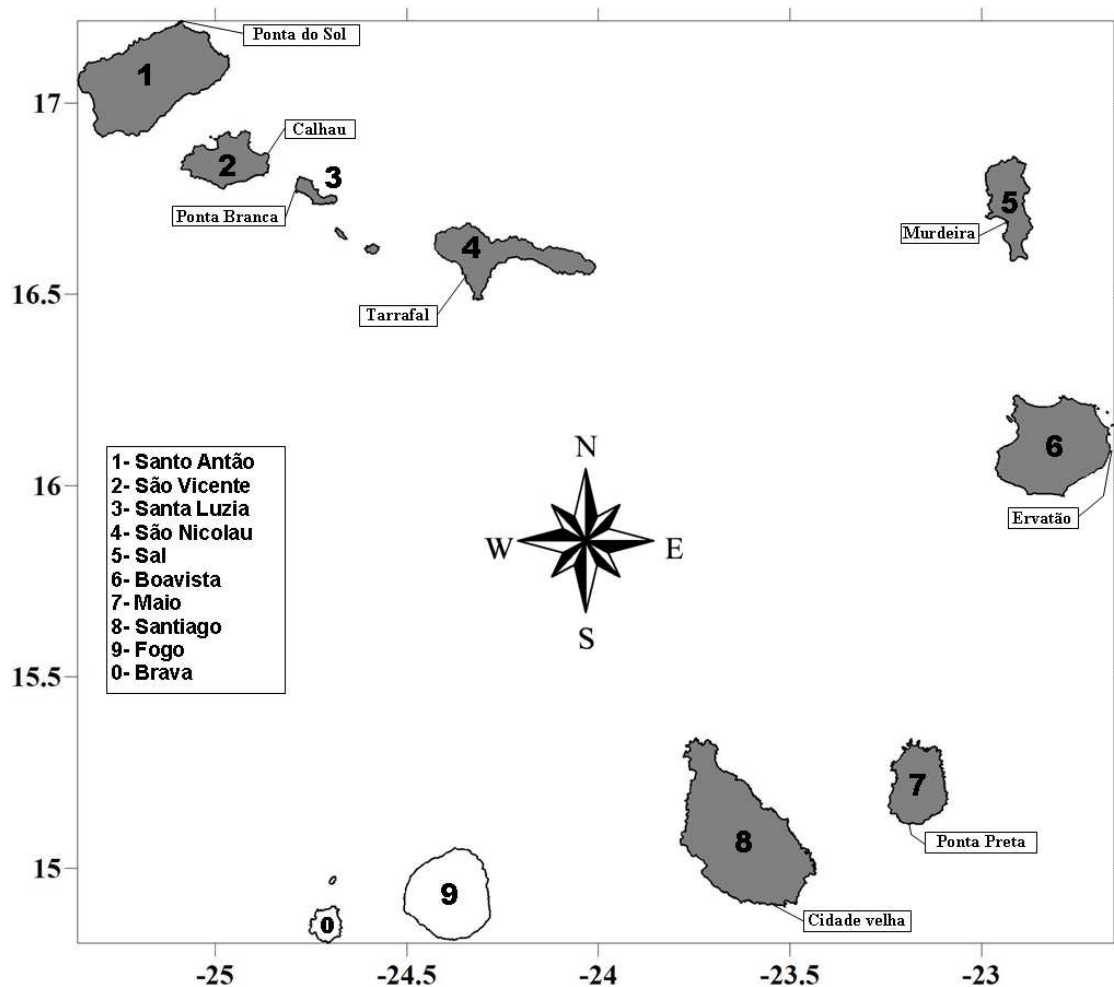 Ponta do Sol
1
17
Calhau
2
3
Ponta Branca
5
4
Murdeira
16.5
Tarrafal
6
1- Santo Antão
2- São Vicente
3- Santa Luzia
4- São Nicolau
5- Sal
6- Boavista
7- Maio
8- Santiago
9- Fogo
0- Brava
N
W
E
S
16
Ervatão
15.5
7
8
Ponta Preta
15
9
0
Cidade velha
-25
-24.5
-24
-23.5
-23